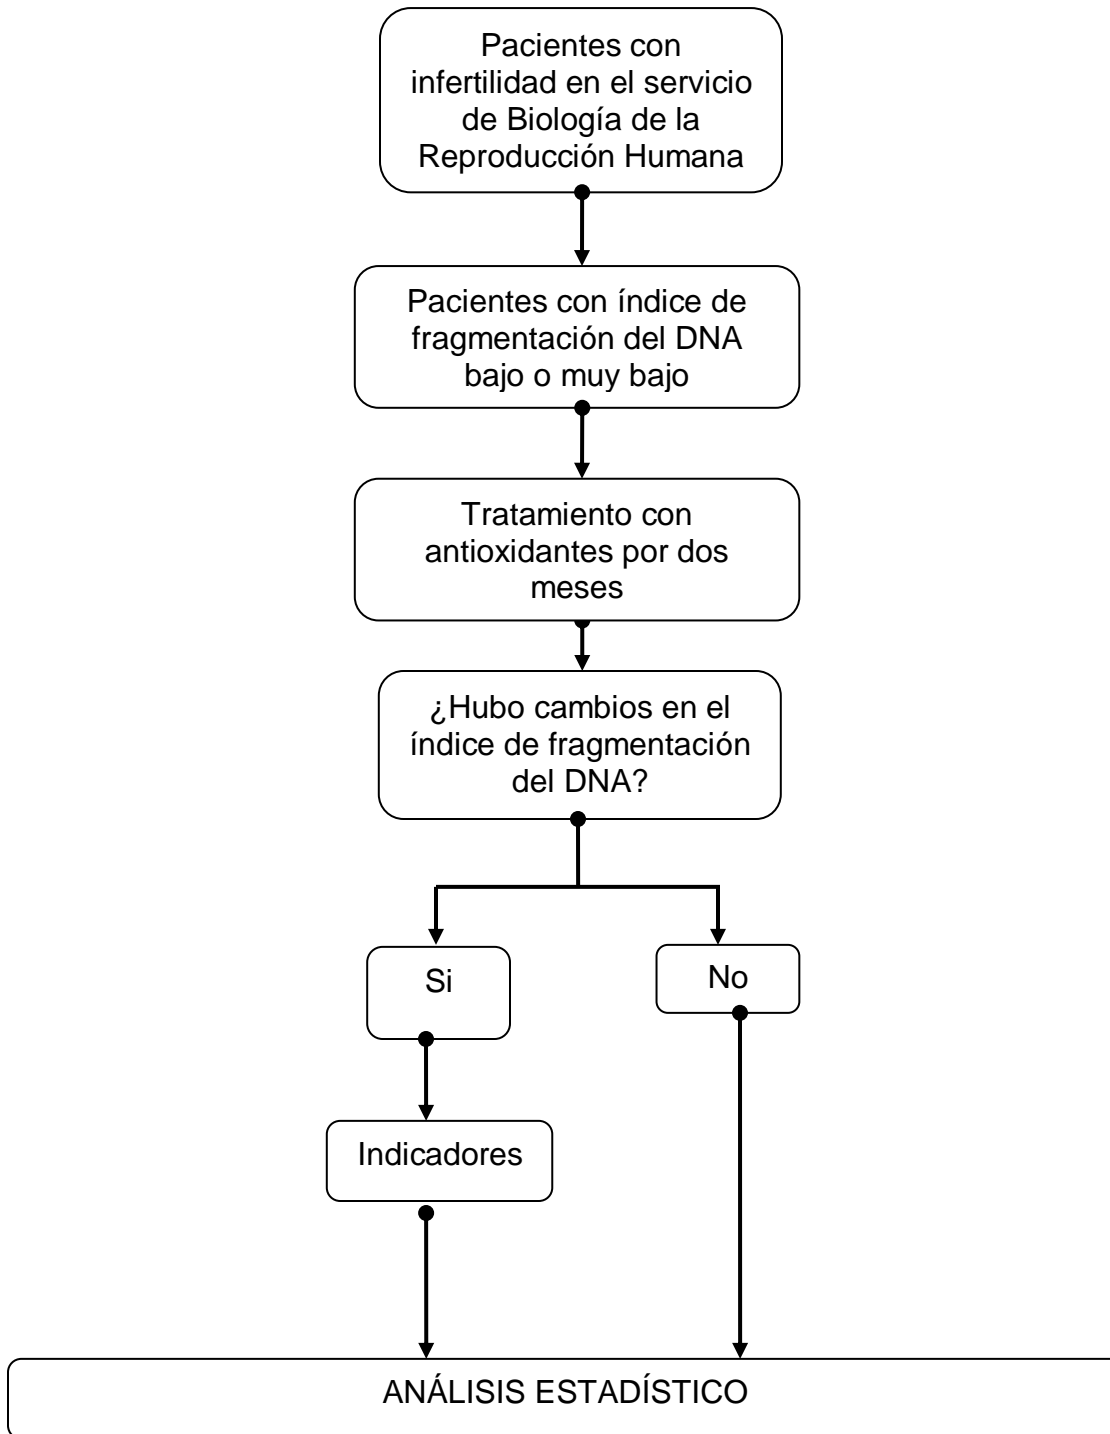 Pacientes con
infertilidad en el servicio
de Biología de la
Reproducción Humana
Pacientes con índice de
fragmentación del DNA
bajo o muy bajo
Tratamiento con
antioxidantes por dos
meses
¿Hubo cambios en el
índice de fragmentación
del DNA?
Si
No
Indicadores
ANÁLISIS ESTADÍSTICO